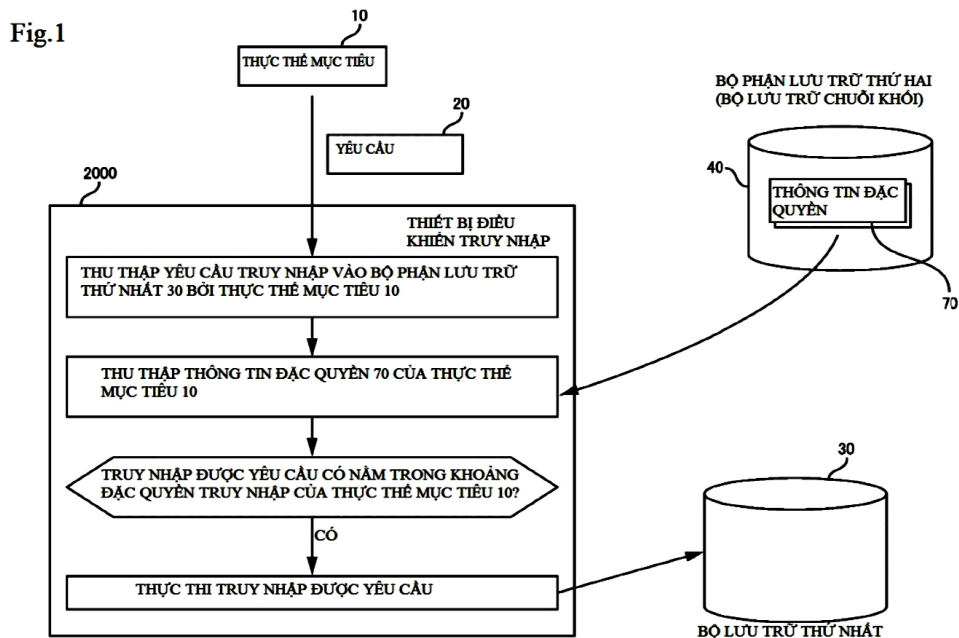 Fig.1
10
THỰC THỂ MỤC TIÊU
20
YÊU CẦU
BỘ PHẬN LƯU TRỮ THỨ HAI
(BỘ LƯU TRỮ CHUỖI KHỐI)
40
THÔNG TIN ĐẶC
QUYỀN
70
2000
THIẾT BỊ ĐIỀU
KHIỂN TRUY NHẬP
THU THẬP YÊU CẦU TRUY NHẬP VÀO BỘ PHẬN LƯU TRỮ
THỨ NHẤT 30 BỞI THỰC THỂ MỤC TIÊU 10
THU THẬP THÔNG TIN ĐẶC QUYỀN 70 CỦA THỰC THỂ
MỤC TIÊU 10
TRUY NHẬP ĐƯỢC YÊU CẦU CÓ NẰM TRONG KHOẢNG
ĐẶC QUYỀN TRUY NHẬP CỦA THỰC THỂ MỤC TIÊU 10?
CÓ
THỰC THI TRUY NHẬP ĐƯỢC YÊU CẦU
30
BỘ LƯU TRỮ THỨ NHẤT